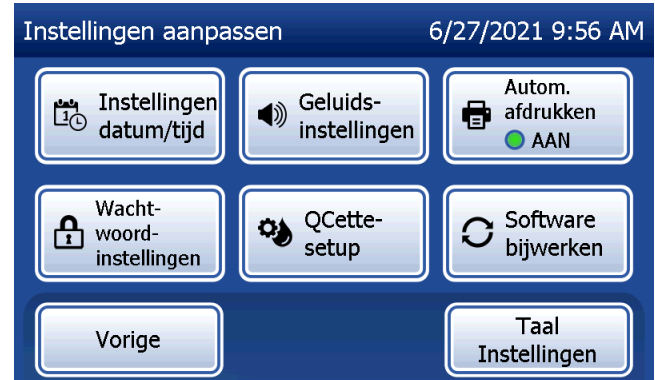 Instellingen aanpassen 6/27/2021 9:56 AM
Instellingen
datum/tijd
Geluids-
instellingen
Autom.
afdrukken
AAN
Wacht-
woord-
instellingen
QCette-
setup
Software
bijwerken
Vorige
Taal
Instellingen